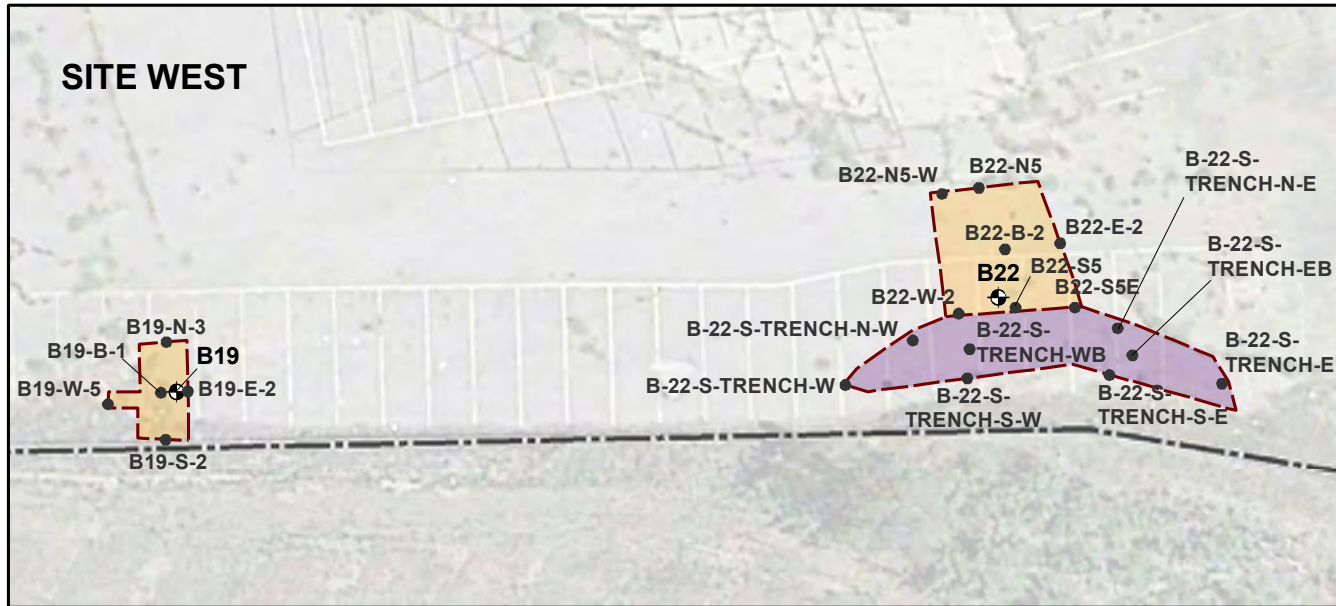 SITE WEST
B19-N-3
B19-B-1
B19
B19-W-5
B19-E-2
B19-S-2
B22-N5-W
B22-N5
B-22-S-
TRENCH-N-E
B22-B-2
B22-E-2
B-22-S-
TRENCH-EB
B22
B22-S5
B22-W-2
B22-S5E
B-22-S-TRENCH-N-W
B-22-S-
TRENCH-WB
B-22-S-
TRENCH-E
B-22-S-TRENCH-W
B-22-S-
TRENCH-S-W
B-22-S-
TRENCH-S-E